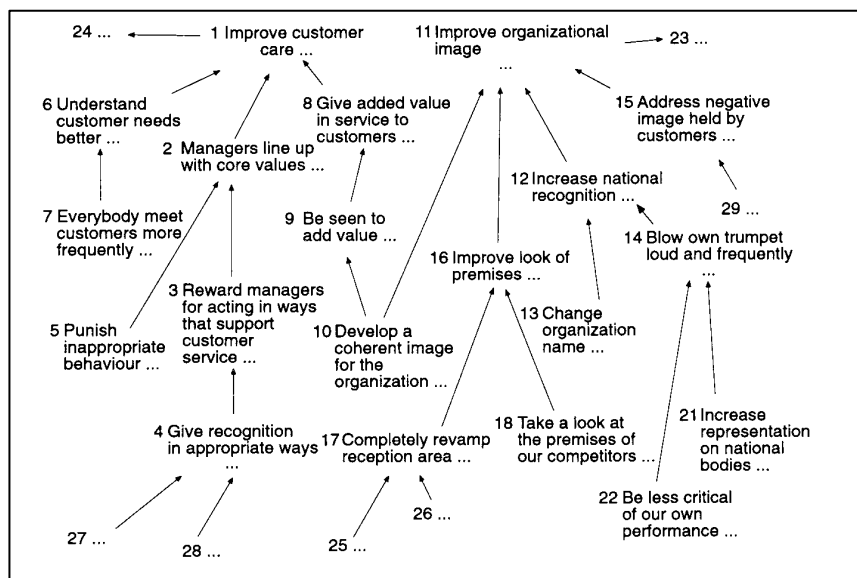 24 ...
1 Improve customer
care ...
11 Improve organizational
image
...
23 ...
6 Understand
customer needs
better ...
8 Give added value
in service to
customers ...
15 Address negative
image held by
customers ...
2 Managers line up
with core values ...
12 Increase national
recognition ...
7 Everybody meet
customers more
frequently ...
9 Be seen to
add value ...
29 ...
14 Blow own trumpet
loud and frequently
...
16 Improve look of
premises ...
3 Reward managers
for acting in ways
that support
customer
service ...
5 Punish
inappropriate
behaviour ...
10 Develop a
coherent image
for the
organization ...
13 Change
organization
name ...
4 Give recognition
in appropriate ways
...
17 Completely revamp
reception area ...
18 Take a look at
the premises of
our competitors ...
21 Increase
representation
on national
bodies ...
22 Be less critical
of our own
performance ...
27 ...
28 ...
25 ...
26 ...